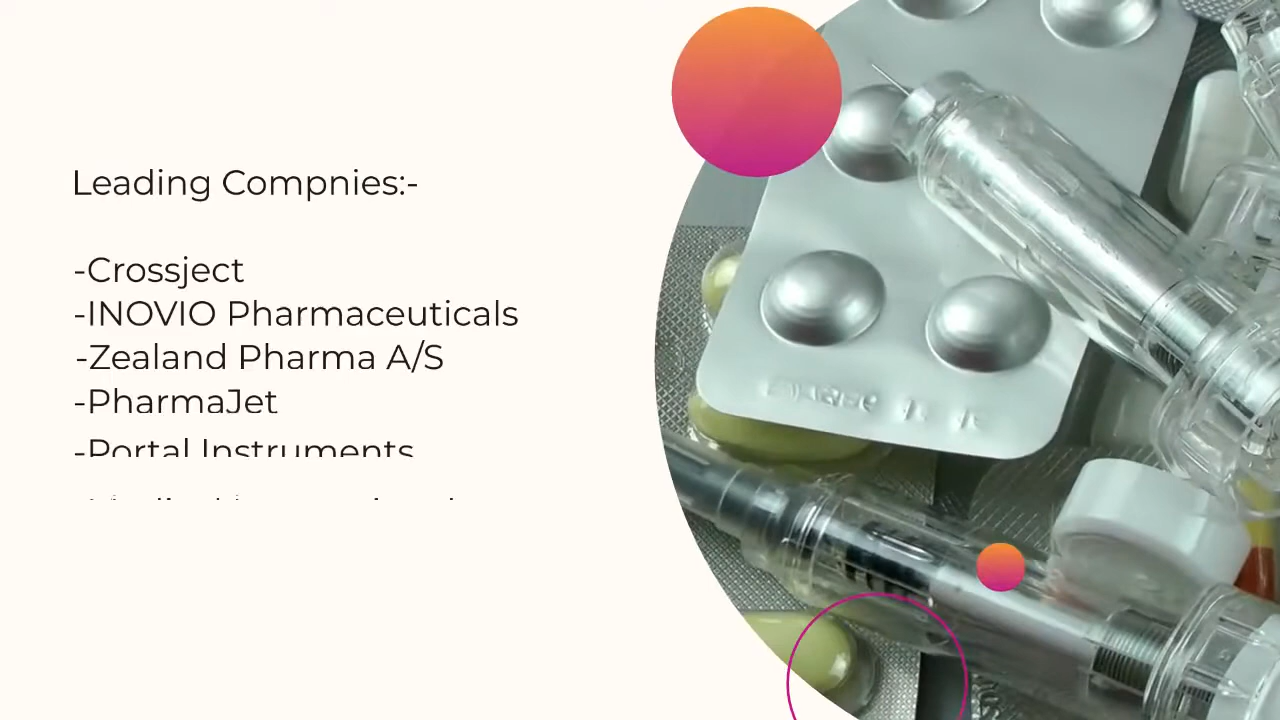 Leading Compnies:-
-Crossject
-INOVIO Pharmaceuticals
-Zealand Pharma A/S
-PharmaJet
-Portal Instruments